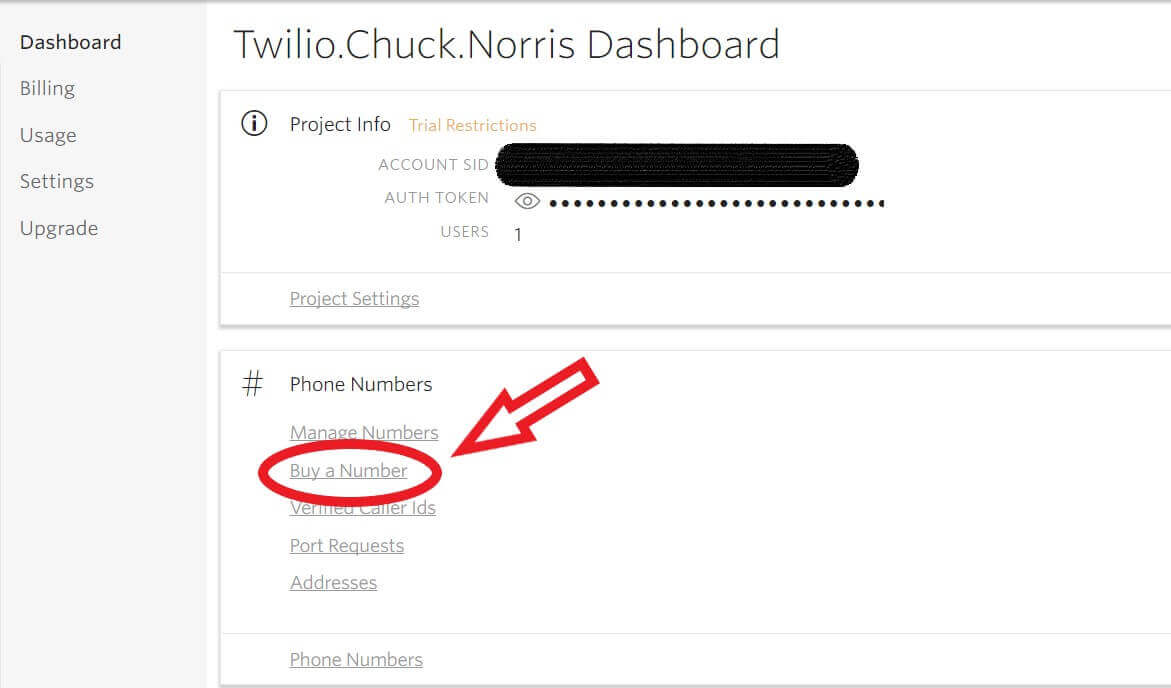 Dashboard
Billing
Usage
Settings
Upgrade
Twilio.Chuck.Norris Dashboard
Project Info Trial Restrictions
ACCOUNT SID
AUTH TOKEN ••••••••••••••••••••••••••••
USERS 1
Project Settings
# Phone Numbers
Manage Numbers
Buy a Number
Verified Caller Ids
Port Requests
Addresses
Phone Numbers